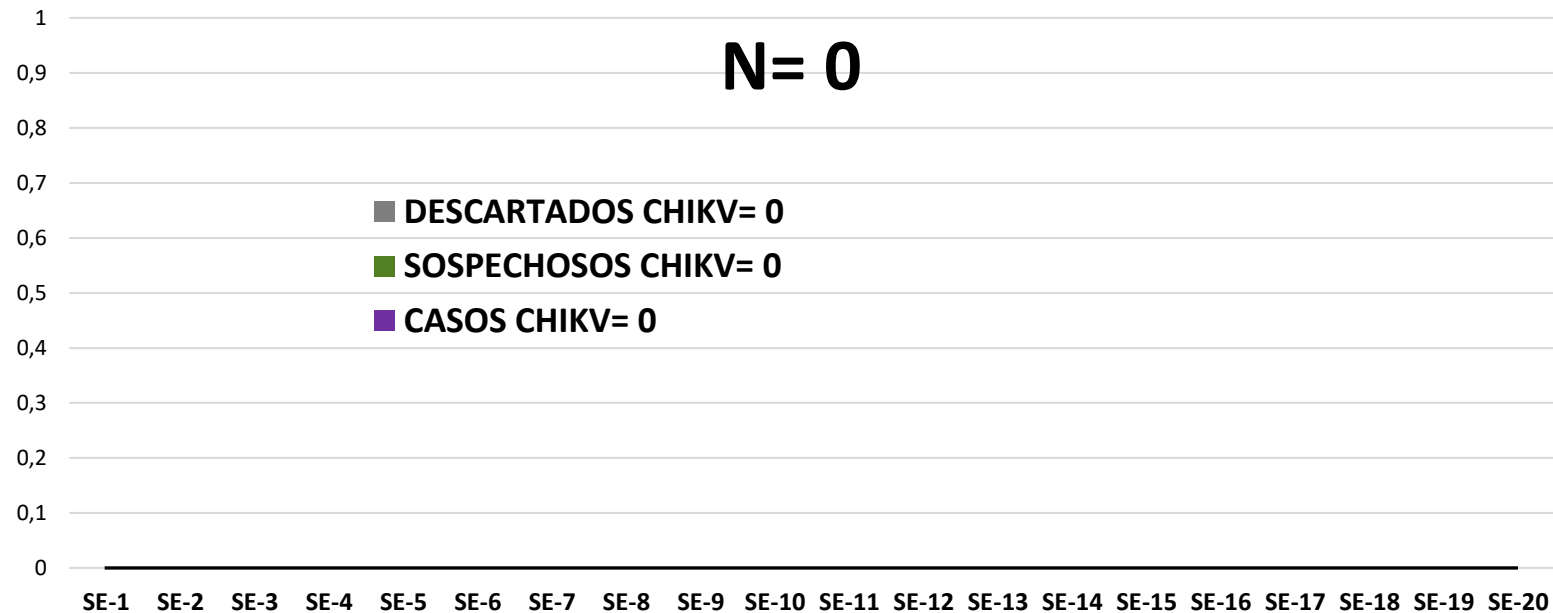 N= 0
1
0,9
0,8
0,7
0,6
0,5
0,4
0,3
0,2
0,1
0
DESCARTADOS CHIKV= 0
SOSPECHOSOS CHIKV= 0
CASOS CHIKV= 0
SE-1 SE-2 SE-3 SE-4 SE-5 SE-6 SE-7 SE-8 SE-9 SE-10 SE-11 SE-12 SE-13 SE-14 SE-15 SE-16 SE-17 SE-18 SE-19 SE-20